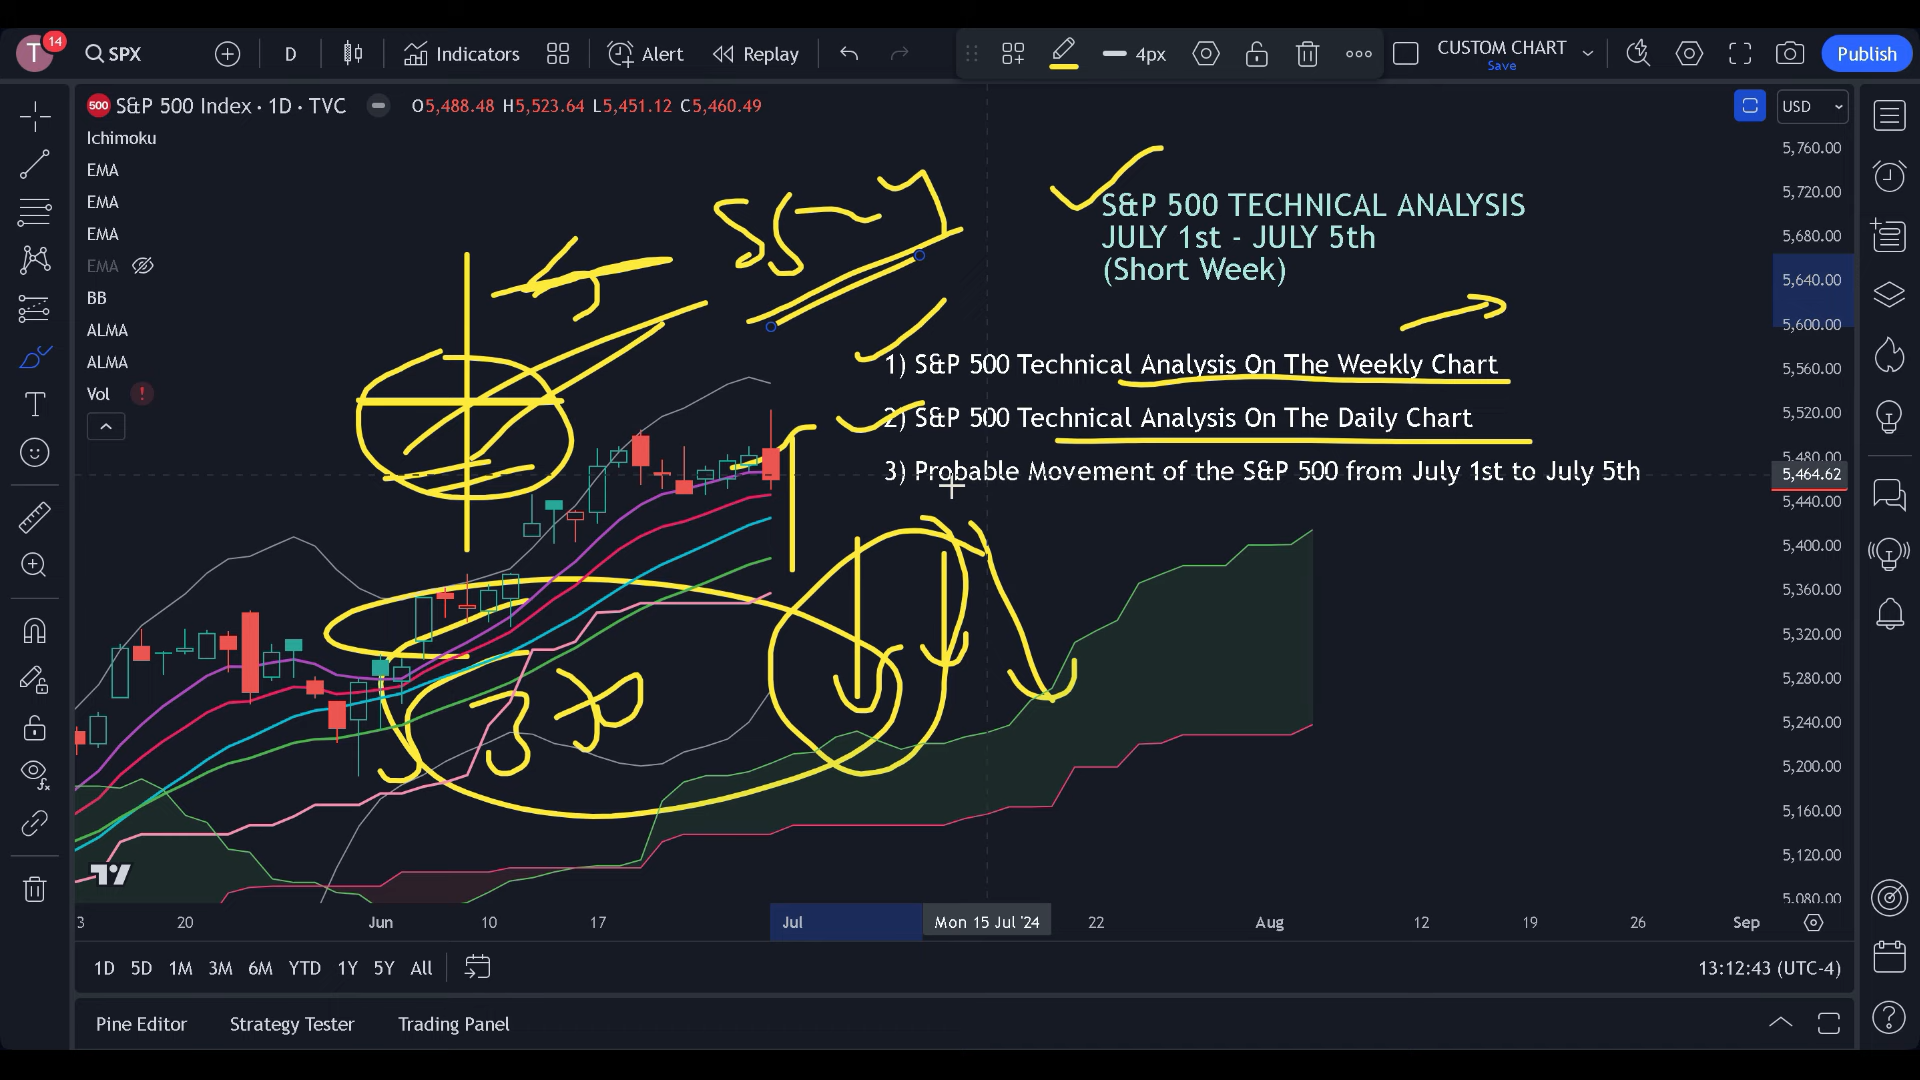 T
14
SPX
D
Indicators
Alert
Replay
4px
CUSTOM CHART
Save
Publish
500
S&P 500 Index · 1D · TVC
O5,488.48 H5,523.64 L5,451.12 C5,460.49
USD
Ichimoku
EMA
EMA
EMA
EMA
BB
ALMA
ALMA
Vol
!
S&P 500 TECHNICAL ANALYSIS
JULY 1st - JULY 5th
(Short Week)
1) S&P 500 Technical Analysis On The Weekly Chart
2) S&P 500 Technical Analysis On The Daily Chart
3) Probable Movement of the S&P 500 from July 1st to July 5th
5,760.00
5,720.00
5,680.00
5,640.00
5,600.00
5,560.00
5,520.00
5,480.00
5,464.62
5,440.00
5,400.00
5,360.00
5,320.00
5,280.00
5,240.00
5,200.00
5,160.00
5,120.00
5,080.00
3 20 Jun 10 17 Jul Mon 15 Jul '24 22 Aug 12 19 26 Sep
1D 5D 1M 3M 6M YTD 1Y 5Y All
13:12:43 (UTC-4)
Pine Editor Strategy Tester Trading Panel